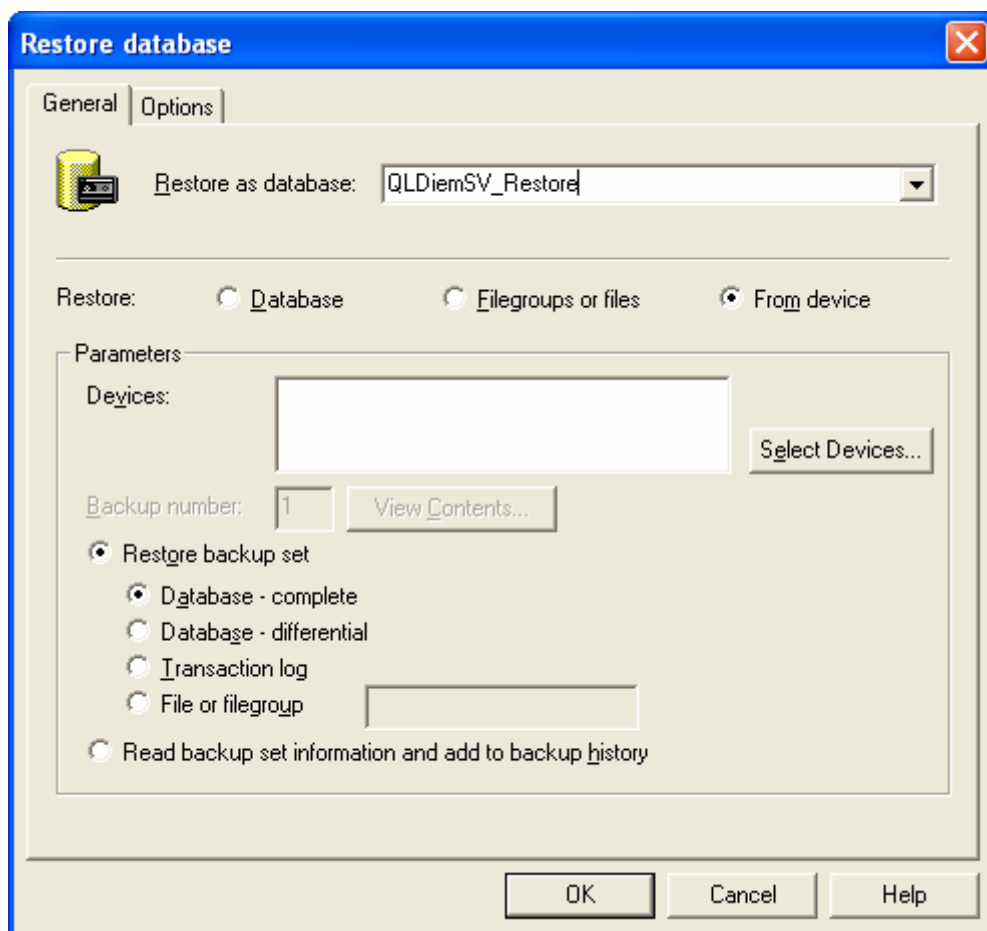 Restore database
General Options
Restore as database: QLDiemSV_Restore
Restore: Database Filegroups or files From device
Parameters
Devices:
Select Devices...
Backup number: 1 View Contents...
Restore backup set
Database - complete
Database - differential
Transaction log
File or filegroup
Read backup set information and add to backup history
OK Cancel Help